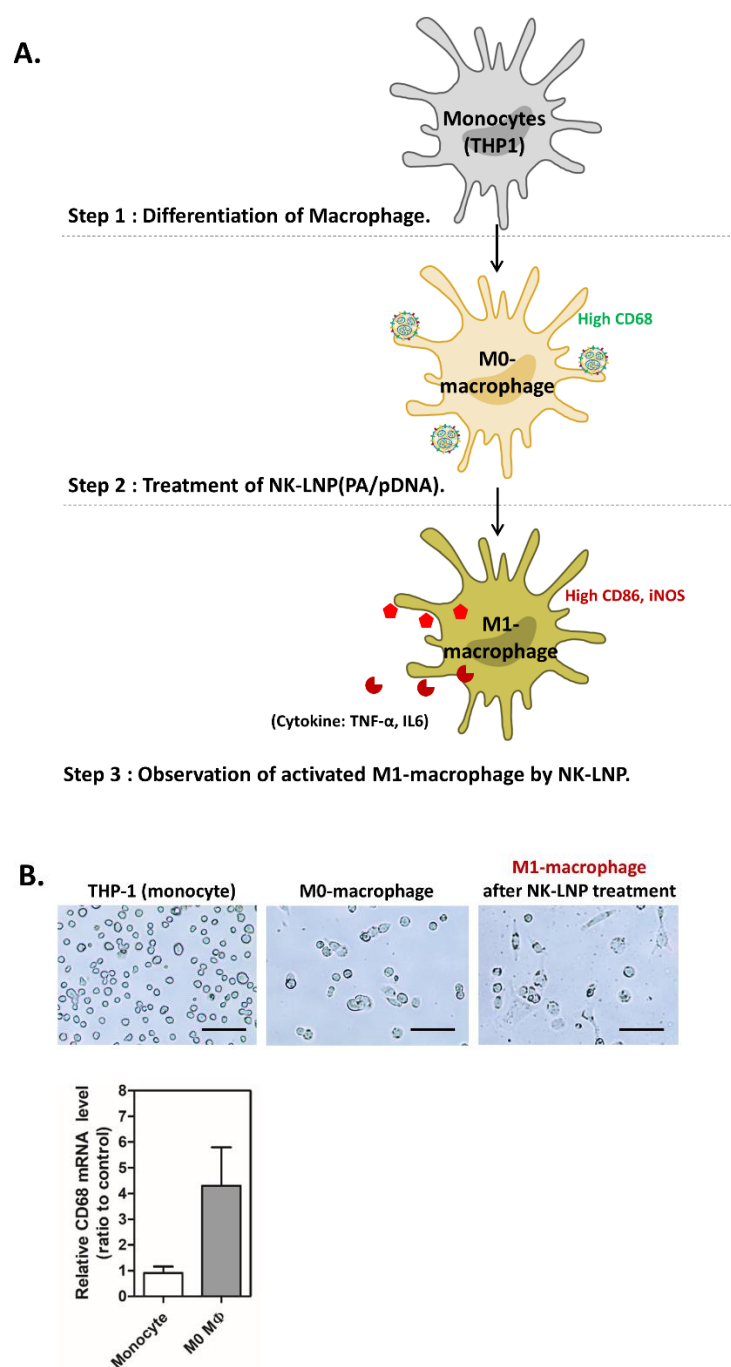 A.
Monocytes
(THP1)
Step 1 : Differentiation of Macrophage.
High CD68
M0-
macrophage
Step 2 : Treatment of NK-LNP(PA/pDNA).
High CD86, iNOS
M1-
macrophage
(Cytokine: TNF-α, IL6)
Step 3 : Observation of activated M1-macrophage by NK-LNP.
B.
THP-1 (monocyte)
M0-macrophage
M1-macrophage
after NK-LNP treatment
Relative CD68 mRNA level
(ratio to control)
8
7
6
5
4
3
2
1
0
Monocyte
M0 MΦ